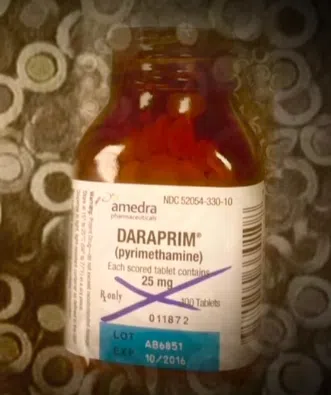 amedra
pharmaceuticals
NDC 52054-330-10
DARAPRIM®
(pyrimethamine)
Each scored tablet contains
25 mg
Rx only
100 Tablets
011872
LOT AB6851
EXP 10/2016